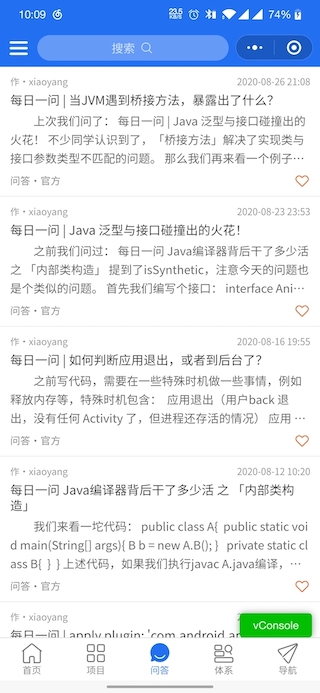 10:09 23.5 KB/S 74%
搜索
作・xiaoyang 2020-08-26 21:08
每日一问 | 当JVM遇到桥接方法，暴露出了什么？
上次我们问了： 每日一问 | Java 泛型与接口碰撞出的
火花！ 不少同学认识到了，「桥接方法」解决了实现类与
接口参数类型不匹配的问题。 那么我们再来看一个例子…
问答・官方
作・xiaoyang 2020-08-23 23:53
每日一问 | Java 泛型与接口碰撞出的火花！
之前我们问过： 每日一问 Java编译器背后干了多少活
之 「内部类构造」 提到了isSynthetic，注意今天的问题也
是个类似的问题。 首先我们编写个接口： interface Ani…
问答・官方
作・xiaoyang 2020-08-16 19:55
每日一问 | 如何判断应用退出，或者到后台了？
之前写代码，需要在一些特殊时机做一些事情，例如
释放内存等，特殊时机包含： 应用退出（用户back 退
出，没有任何 Activity 了，但进程还存活的情况） 应用 …
问答・官方
作・xiaoyang 2020-08-12 10:20
每日一问 Java编译器背后干了多少活 之 「内部类构
造」
我们来看一坨代码： public class A{ public static voi
d main(String[] args){ B b = new A.B(); } private static cl
ass B{ } } 上述代码，如果我们执行javac A.java编译，…
问答・官方
作・xiaoyang
每日一问 | apply plugin: 'com.android.ap
vConsole
首页 项目 问答 体系 导航